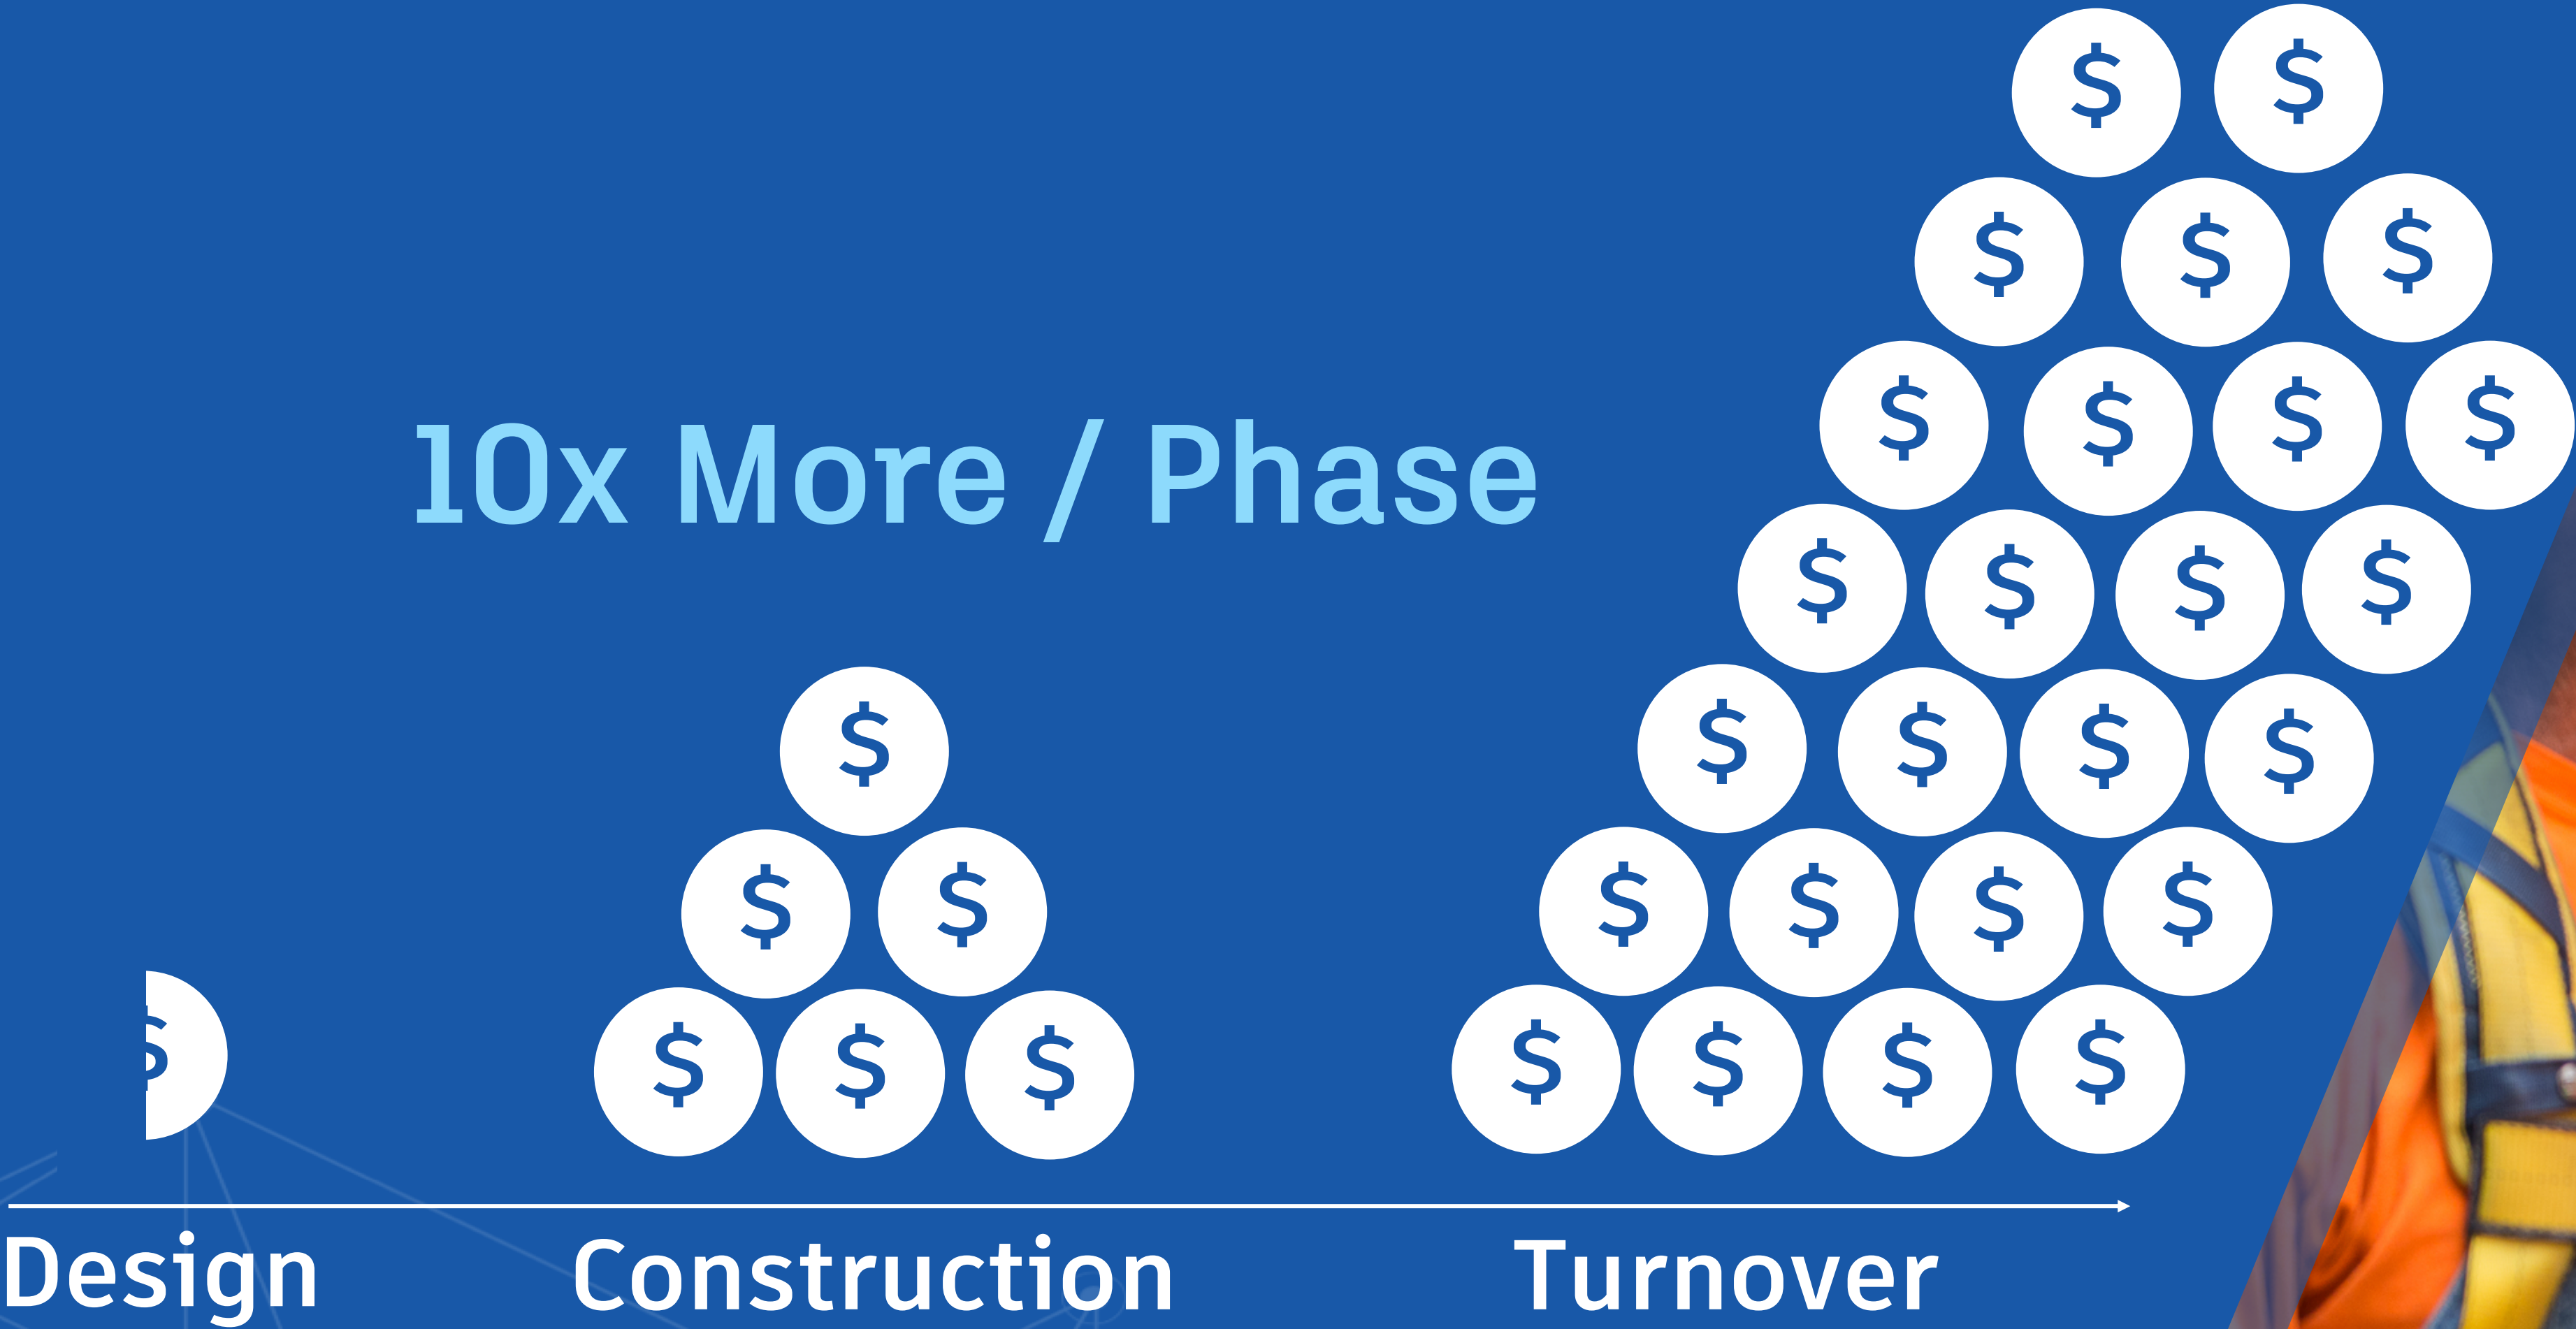 $ $
$ $ $
$ $ $ $
10x More / Phase
$ $ $ $
$ $ $ $ $
$ $ $ $ $ $
$ $ $ $ $ $ $ $
Design Construction Turnover